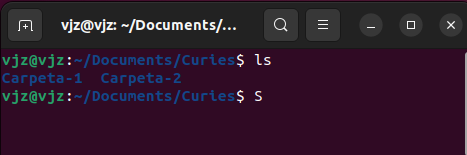 vjz@vjz: ~/Documents/...
vjz@vjz:~/Documents/Curies$ ls
Carpeta-1  Carpeta-2
vjz@vjz:~/Documents/Curies$ S